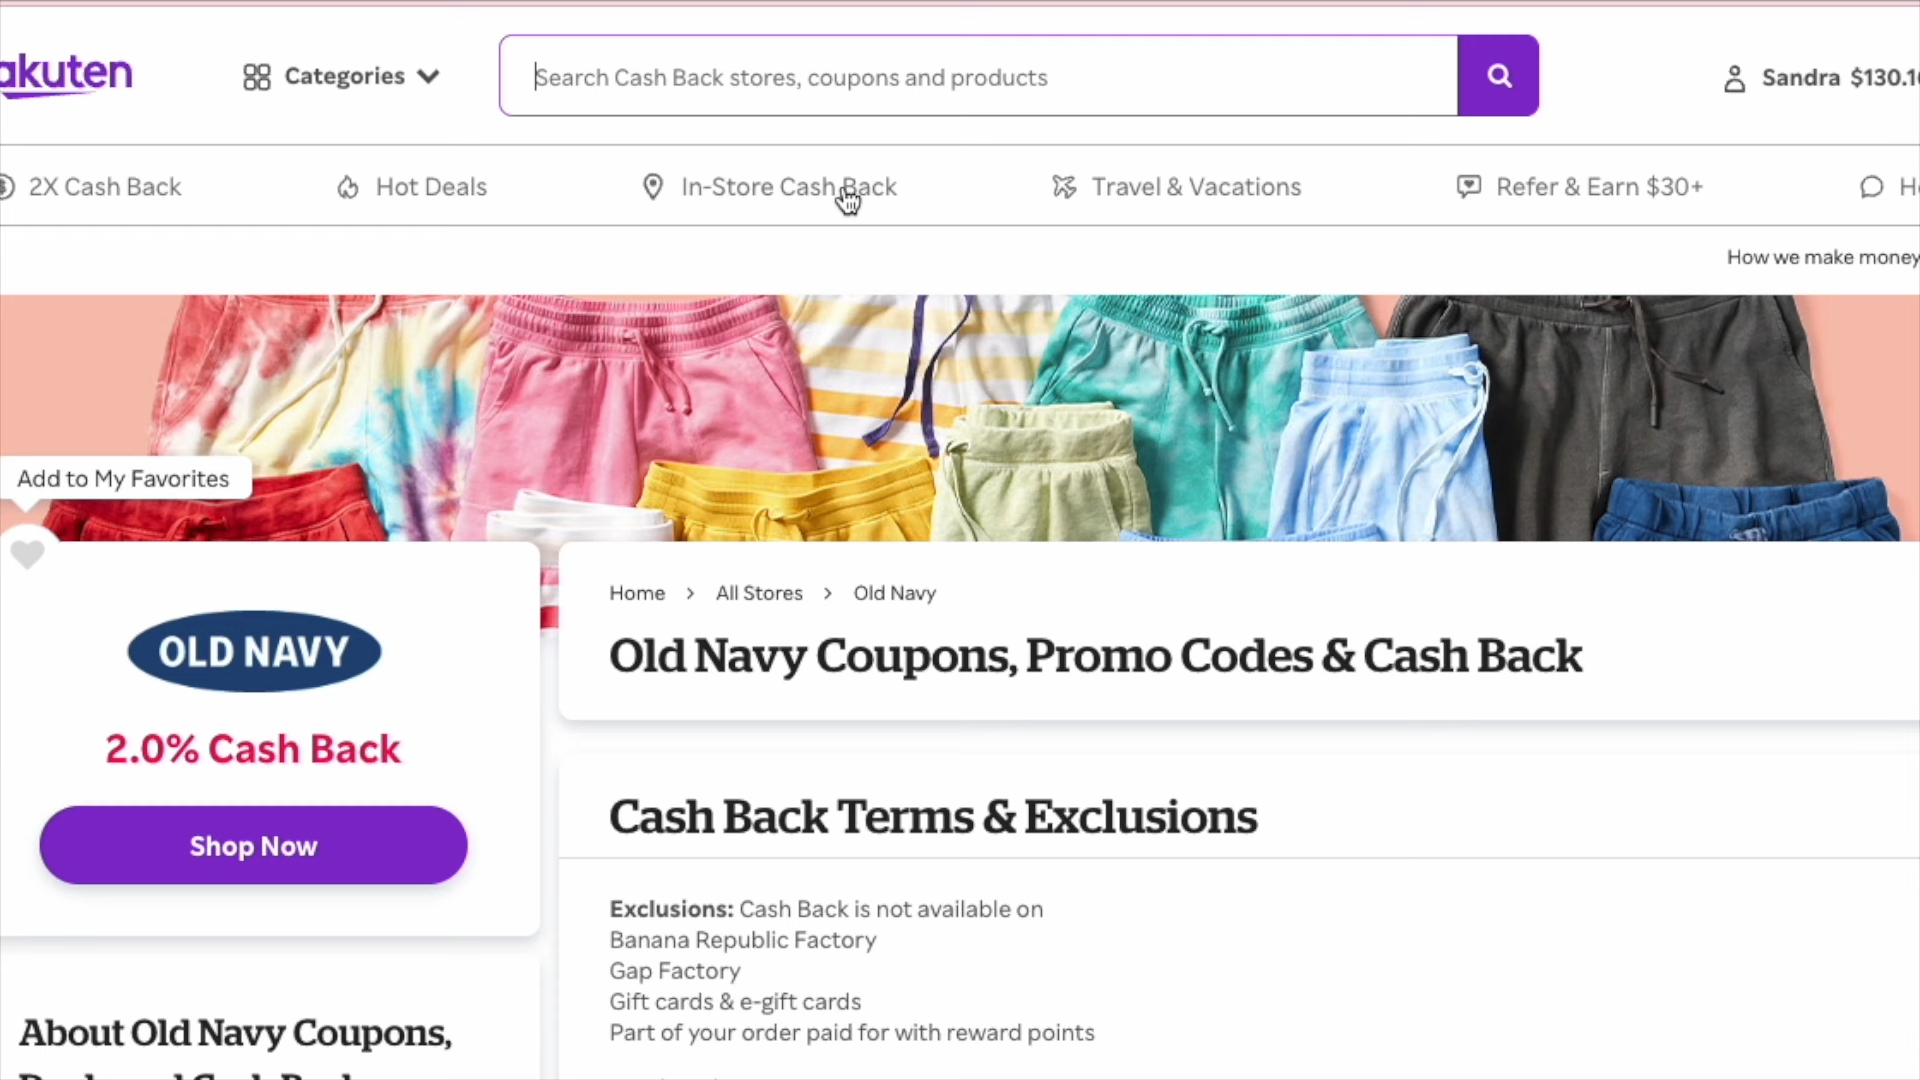 akuten
Categories
Search Cash Back stores, coupons and products
Sandra $130.1
2X Cash Back
Hot Deals
In-Store Cash Back
Travel & Vacations
Refer & Earn $30+
How we make money
Add to My Favorites
OLD NAVY
2.0% Cash Back
Shop Now
About Old Navy Coupons,
Home > All Stores > Old Navy
Old Navy Coupons, Promo Codes & Cash Back
Cash Back Terms & Exclusions
Exclusions: Cash Back is not available on
Banana Republic Factory
Gap Factory
Gift cards & e-gift cards
Part of your order paid for with reward points